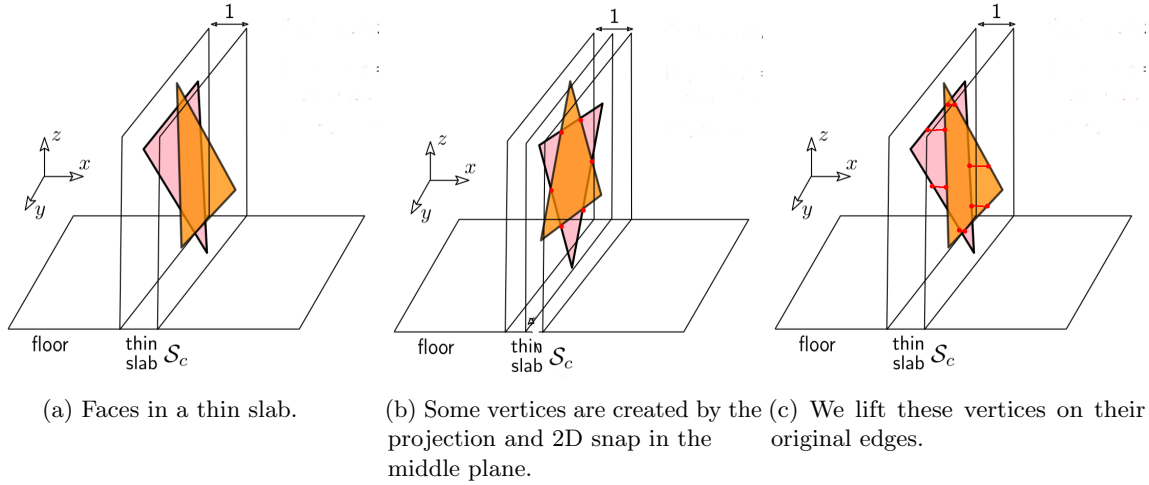 1
z
x
y
floor
thin
slab
S_c
(a) Faces in a thin slab.
1
z
x
y
floor
thin
slab
S_c
(b) Some vertices are created by the
projection and 2D snap in the
middle plane.
1
z
x
y
floor
thin
slab
S_c
(c) We lift these vertices on their
original edges.